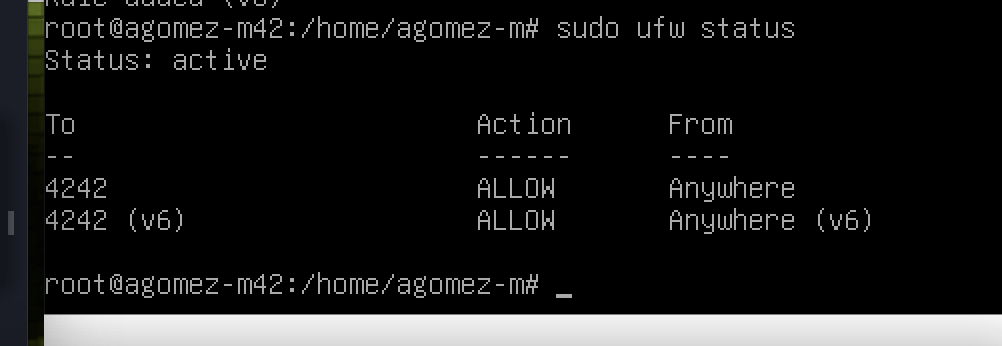 Rule added (v6)
root@agomez-m42:/home/agomez-m# sudo ufw status
Status: active
To Action From
-- ------ ----
4242 ALLOW Anywhere
4242 (v6) ALLOW Anywhere (v6)
root@agomez-m42:/home/agomez-m# _